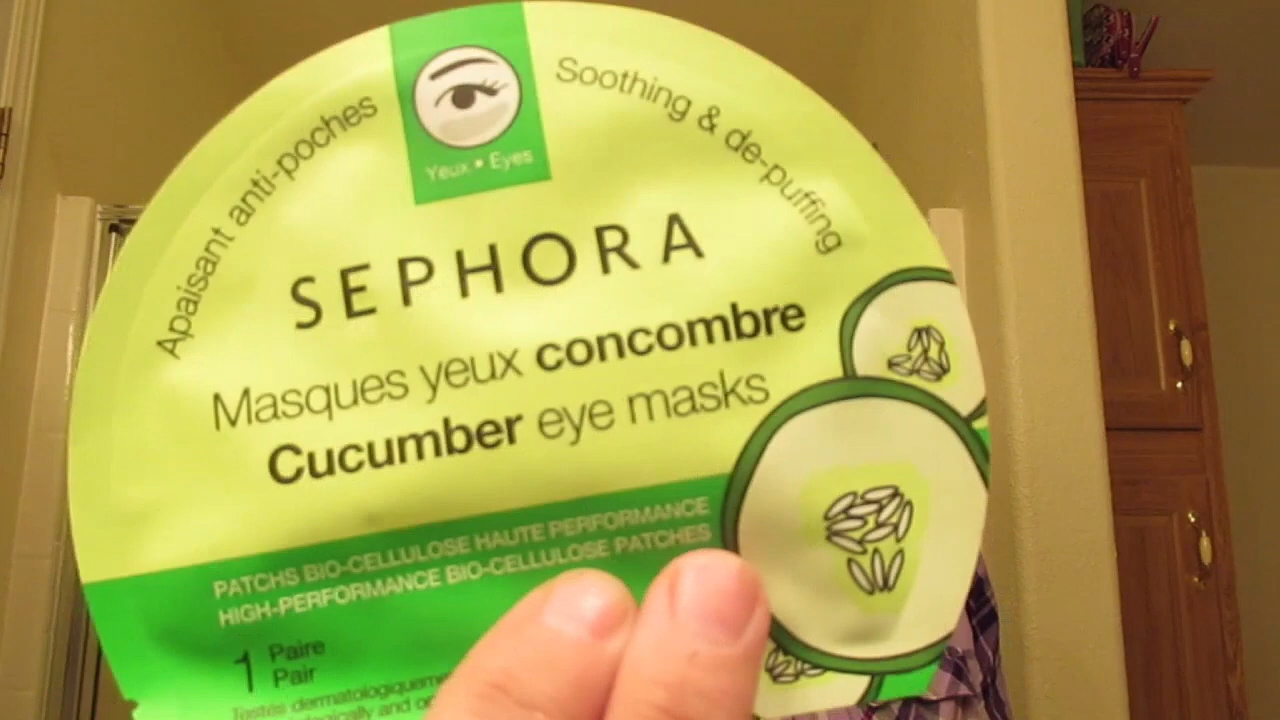 Yeux • Eyes
Apaisant anti-poches
Soothing & de-puffing
SEPHORA
Masques yeux concombre
Cucumber eye masks
PATCHS BIO-CELLULOSE HAUTE PERFORMANCE
HIGH-PERFORMANCE BIO-CELLULOSE PATCHES
1 Paire
Pair
Testés